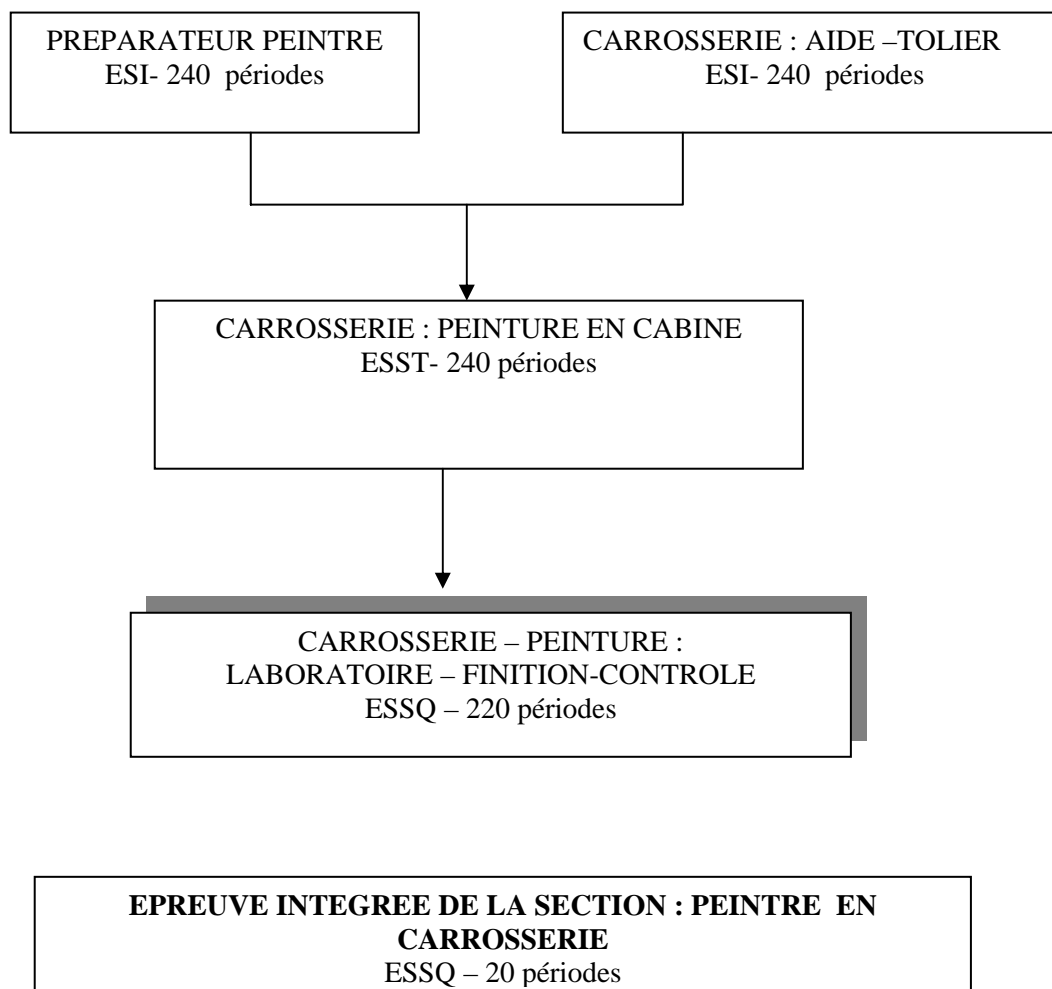 PREPARATEUR PEINTRE
ESI- 240 périodes
CARROSSERIE : AIDE –TOLIER
ESI- 240 périodes
CARROSSERIE : PEINTURE EN CABINE
ESST- 240 périodes
CARROSSERIE – PEINTURE :
LABORATOIRE – FINITION-CONTROLE
ESSQ – 220 périodes
EPREUVE INTEGREE DE LA SECTION : PEINTRE EN
CARROSSERIE
ESSQ – 20 périodes